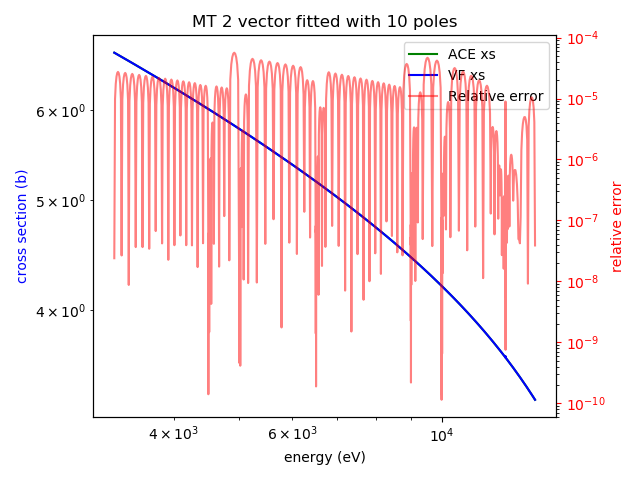 MT 2 vector fitted with 10 poles
ACE xs
VF xs
Relative error
cross section (b)
6 × 10⁰
5 × 10⁰
4 × 10⁰
10⁻⁴
10⁻⁵
10⁻⁶
10⁻⁷
10⁻⁸
10⁻⁹
10⁻¹⁰
relative error
4 × 10³
6 × 10³
10⁴
energy (eV)